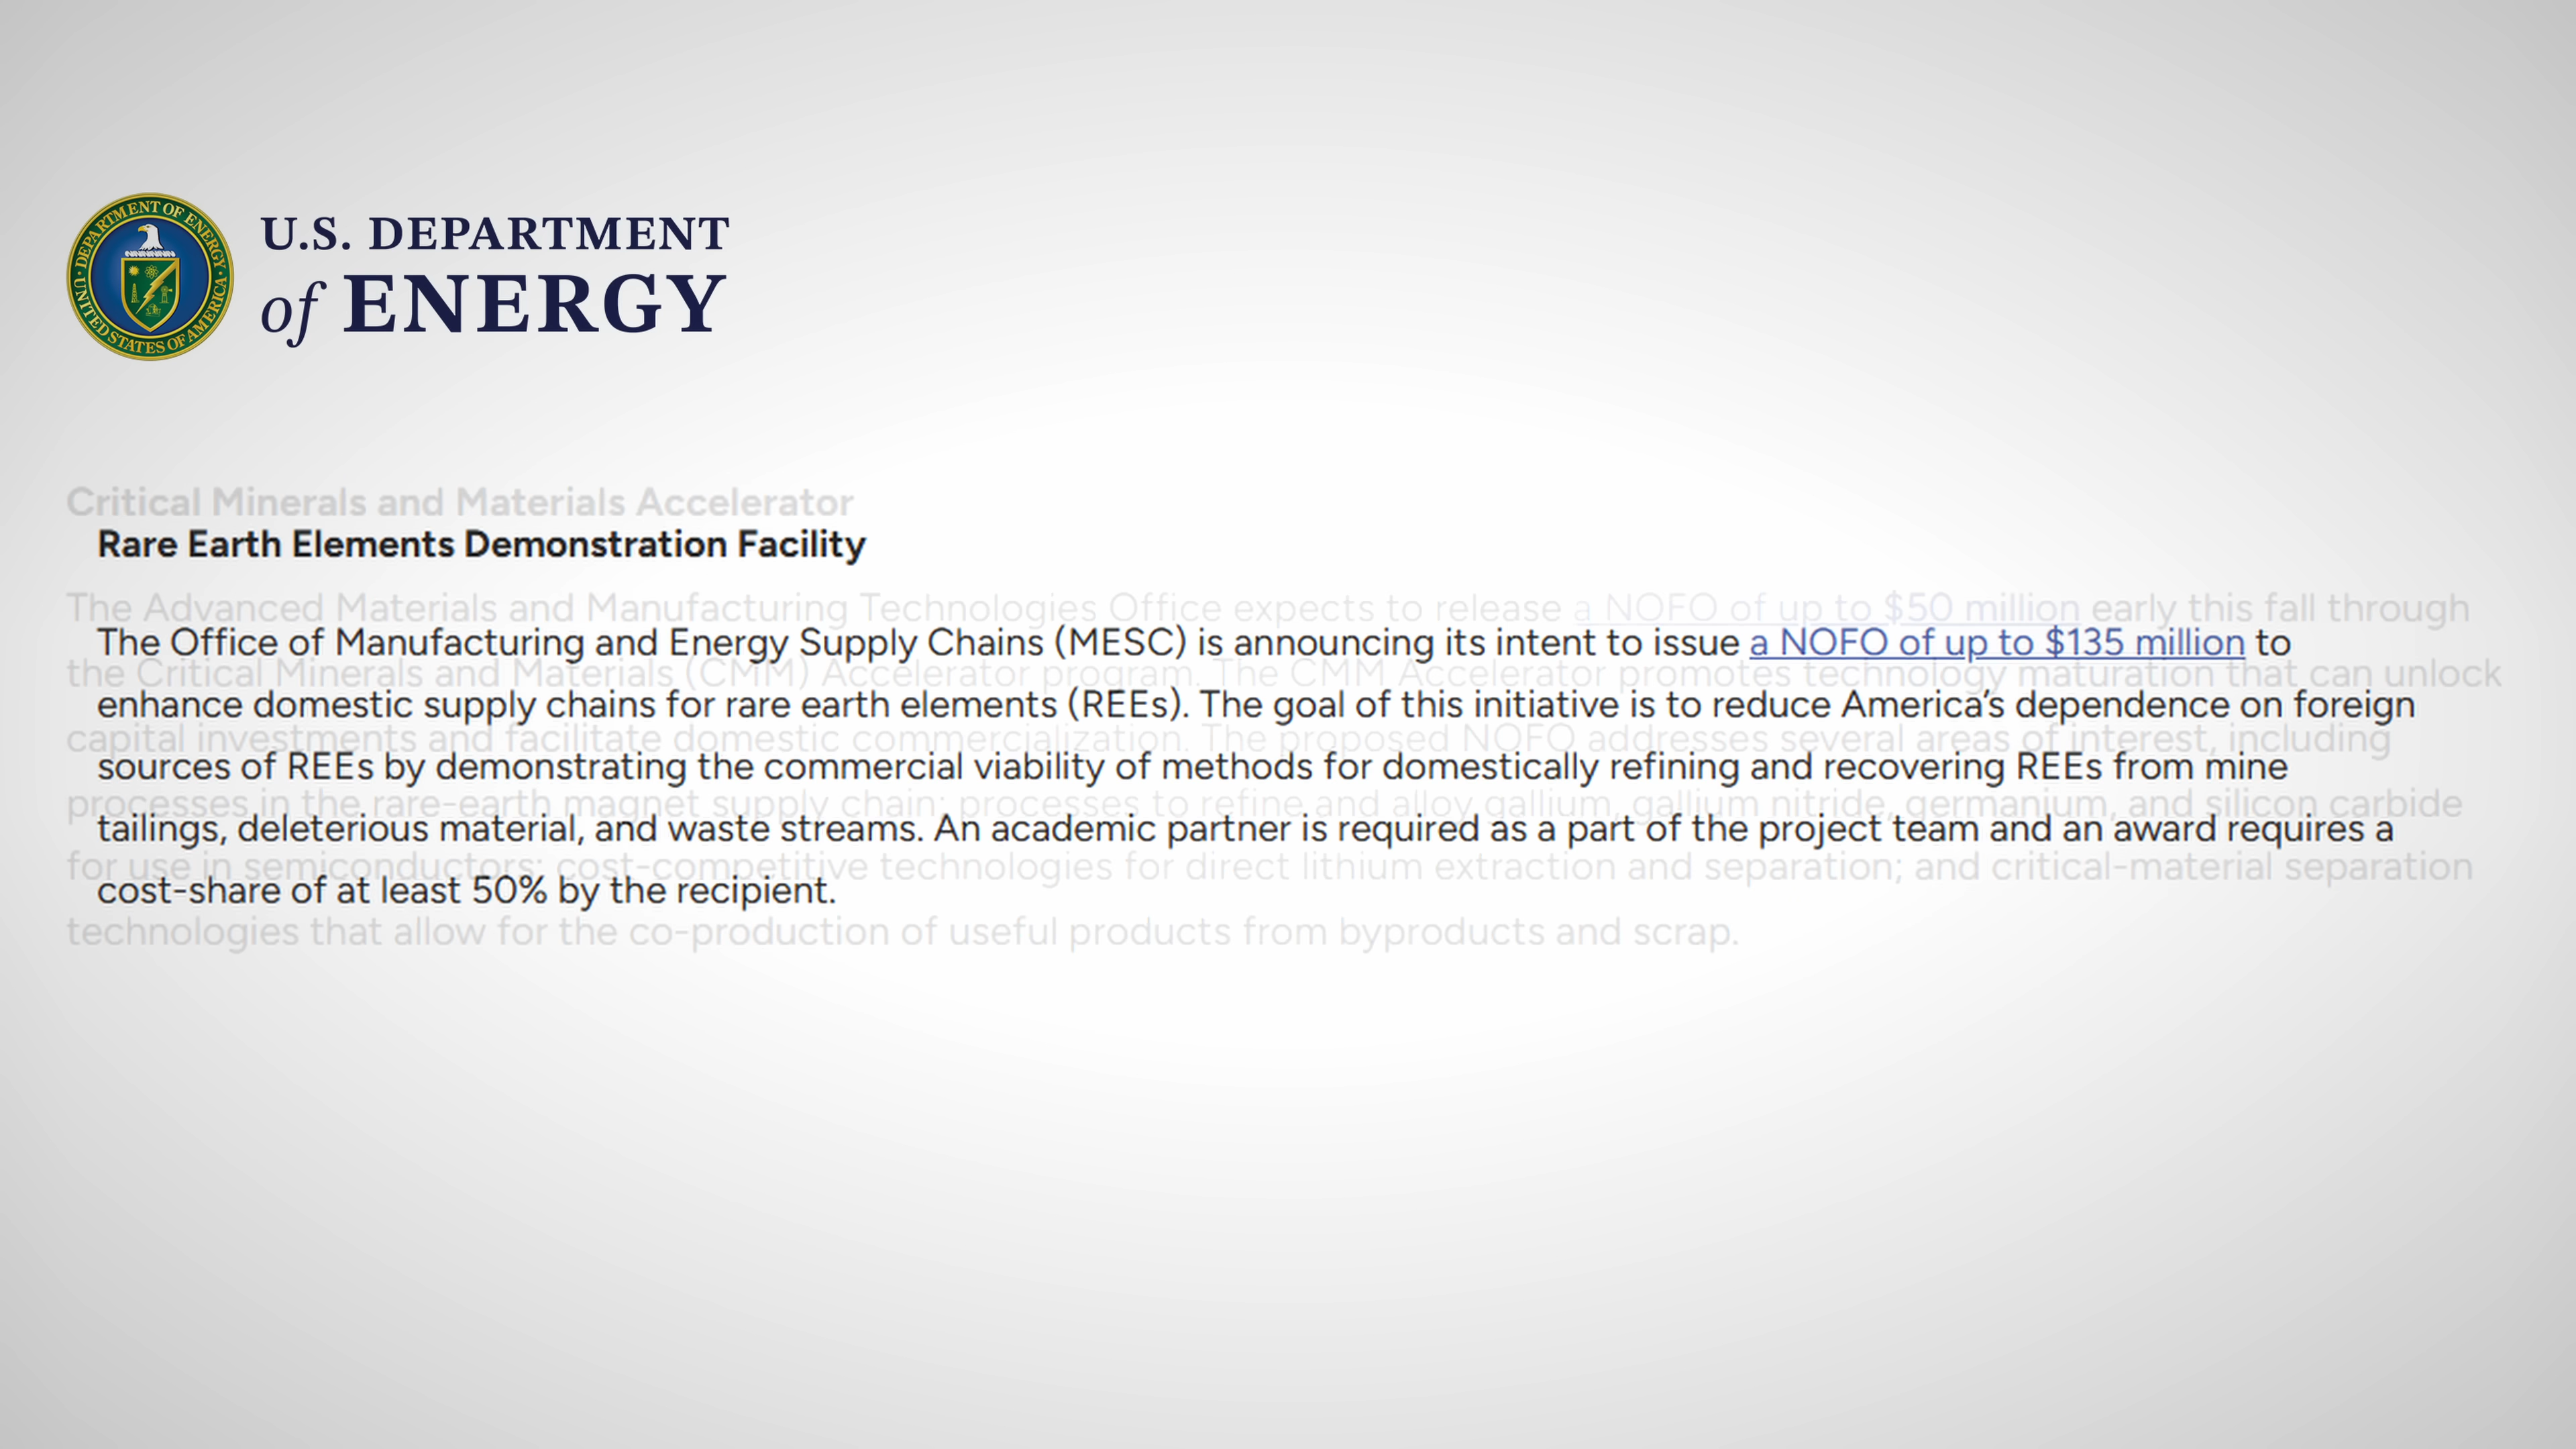 DEPARTMENT OF ENERGY
UNITED STATES OF AMERICA
U.S. DEPARTMENT
of ENERGY
Critical Minerals and Materials Accelerator
Rare Earth Elements Demonstration Facility
The Advanced Materials and Manufacturing Technologies Office expects to release a NOFO of up to $50 million early this fall through
The Office of Manufacturing and Energy Supply Chains (MESC) is announcing its intent to issue a NOFO of up to $135 million to
the Critical Minerals and Materials (CMM) Accelerator program. The CMM Accelerator promotes technology maturation that can unlock
enhance domestic supply chains for rare earth elements (REEs). The goal of this initiative is to reduce America’s dependence on foreign
capital investments and facilitate domestic commercialization. The proposed NOFO addresses several areas of interest, including
sources of REEs by demonstrating the commercial viability of methods for domestically refining and recovering REEs from mine
processes in the rare-earth magnet supply chain; processes to refine and alloy gallium, gallium nitride, germanium, and silicon carbide
tailings, deleterious material, and waste streams. An academic partner is required as a part of the project team and an award requires a
for use in semiconductors; cost-competitive technologies for direct lithium extraction and separation; and critical-material separation
cost-share of at least 50% by the recipient.
technologies that allow for the co-production of useful products from byproducts and scrap.